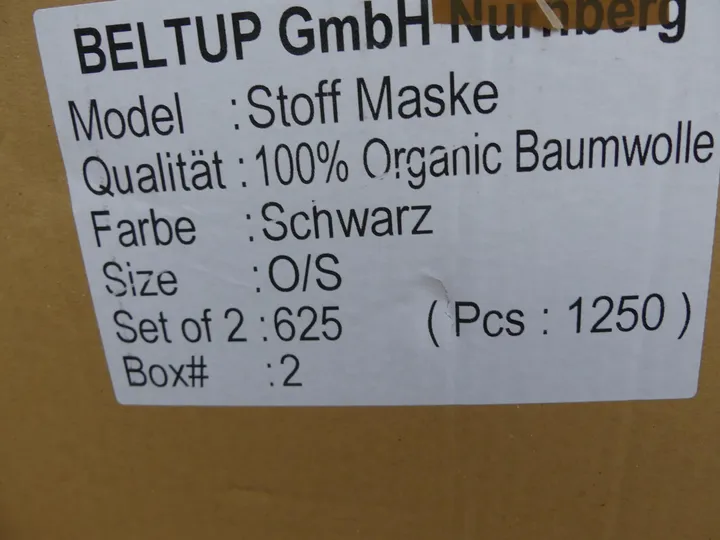 BELTUP GmbH Nurnberg
Model :Stoff Maske
Qualität :100% Organic Baumwolle
Farbe :Schwarz
Size :O/S
Set of 2 :625 ( Pcs : 1250 )
Box# :2